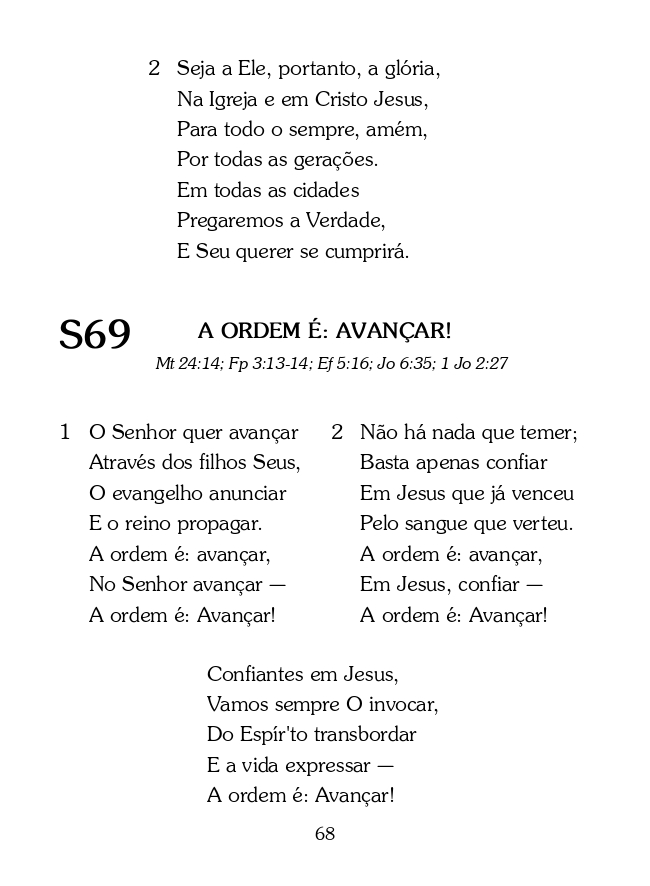 2 Seja a Ele, portanto, a glória,
Na Igreja e em Cristo Jesus,
Para todo o sempre, amém,
Por todas as gerações.
Em todas as cidades
Pregaremos a Verdade,
E Seu querer se cumprirá.
S69 A ORDEM É: AVANÇAR!
Mt 24:14; Fp 3:13-14; Ef 5:16; Jo 6:35; 1 Jo 2:27
1 O Senhor quer avançar
Através dos filhos Seus,
O evangelho anunciar
E o reino propagar.
A ordem é: avançar,
No Senhor avançar —
A ordem é: Avançar!
2 Não há nada que temer;
Basta apenas confiar
Em Jesus que já venceu
Pelo sangue que verteu.
A ordem é: avançar,
Em Jesus, confiar —
A ordem é: Avançar!
Confiantes em Jesus,
Vamos sempre O invocar,
Do Espír'to transbordar
E a vida expressar —
A ordem é: Avançar!
68